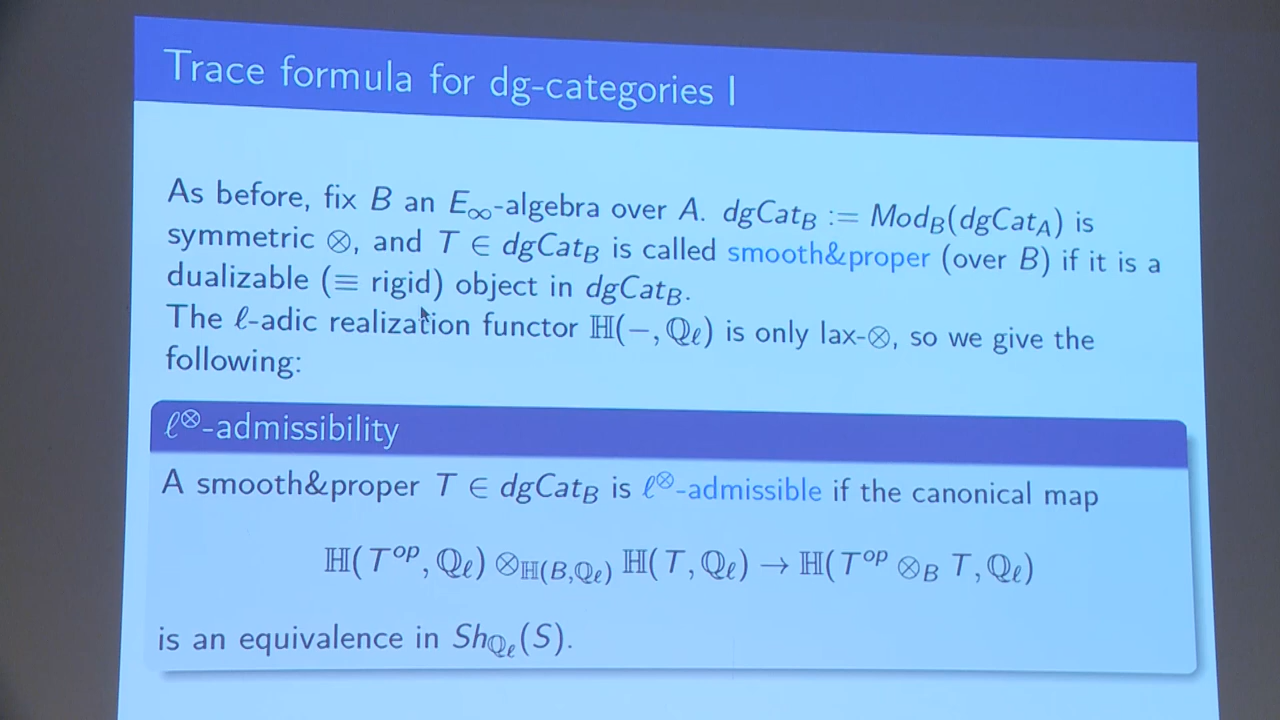 Trace formula for dg-categories I
As before, fix B an E∞-algebra over A. dgCat_B := Mod_B(dgCat_A) is
symmetric ⊗, and T ∈ dgCat_B is called smooth&proper (over B) if it is a
dualizable (≡ rigid) object in dgCat_B.
The ℓ-adic realization functor ℍ(−, ℚ_ℓ) is only lax-⊗, so we give the
following:
ℓ^⊗-admissibility
A smooth&proper T ∈ dgCat_B is ℓ^⊗-admissible if the canonical map
ℍ(T^op, ℚ_ℓ) ⊗_ℍ(B,ℚ_ℓ) ℍ(T, ℚ_ℓ) → ℍ(T^op ⊗_B T, ℚ_ℓ)
is an equivalence in Sh_ℚ_ℓ(S).